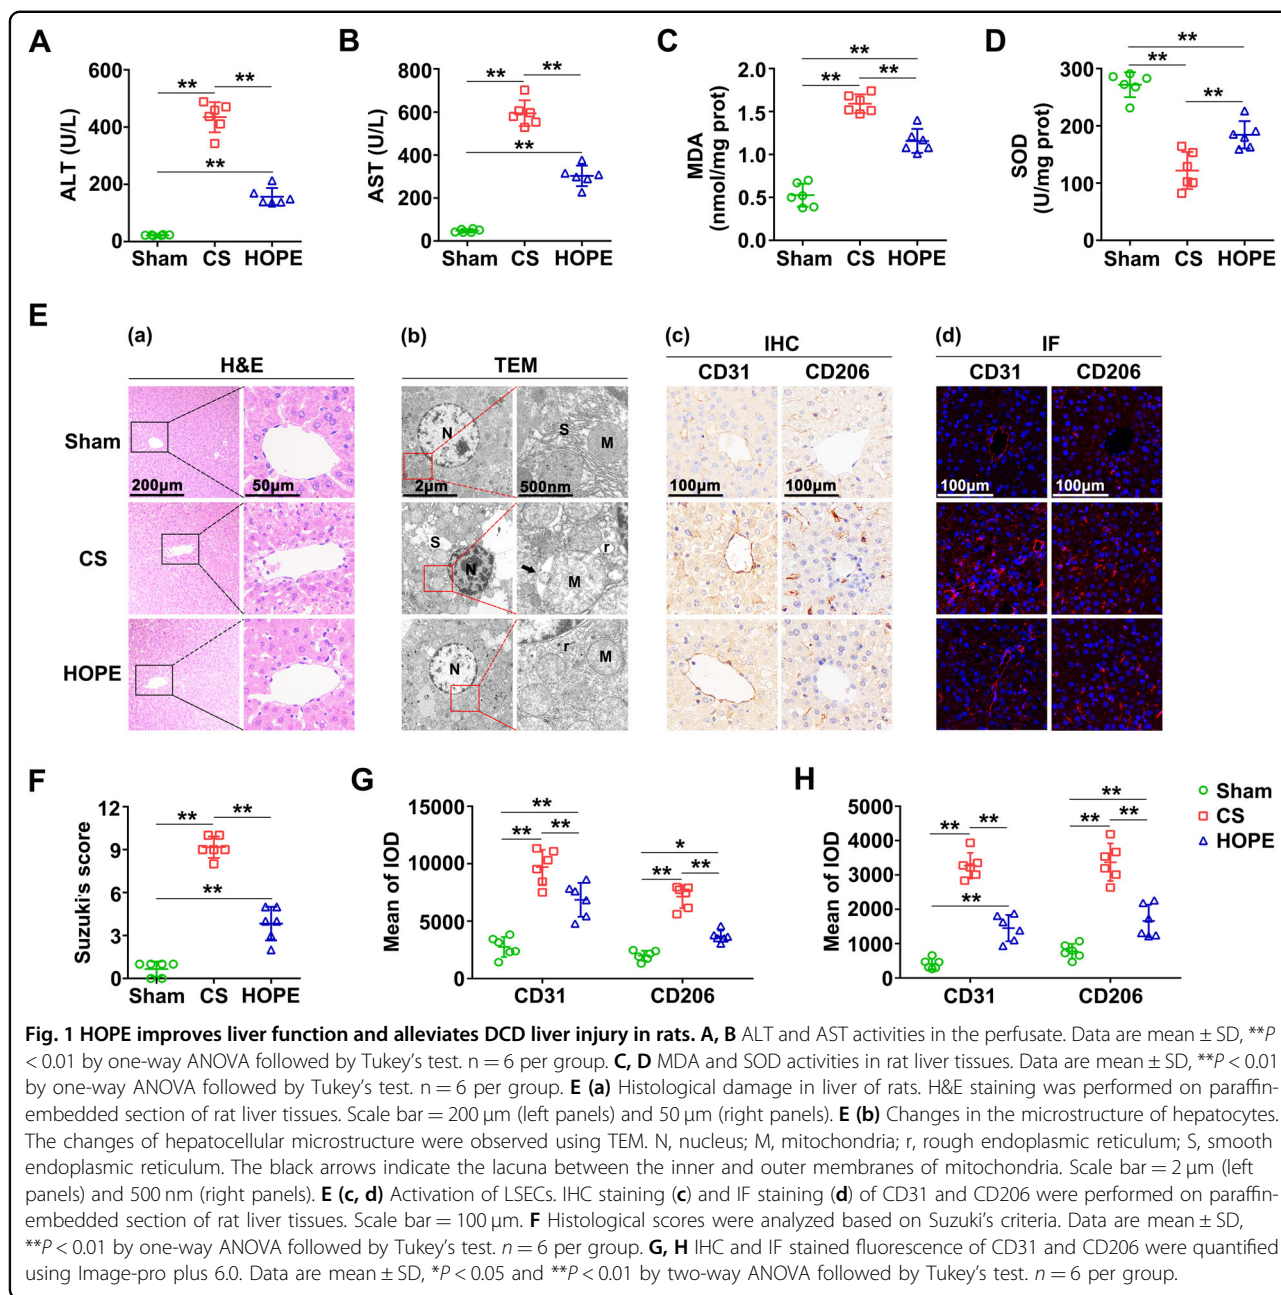 A
B
C
D
** **
**
ALT (U/L)
600
400
200
0
Sham CS HOPE
** **
**
AST (U/L)
800
600
400
200
0
Sham CS HOPE
**
** **
MDA
(nmol/mg prot)
2.0
1.5
1.0
0.5
0.0
Sham CS HOPE
**
**
**
SOD
(U/mg prot)
300
200
100
0
Sham CS HOPE
E
(a)
(b)
(c)
(d)
H&E
TEM
IHC
IF
CD31 CD206
CD31 CD206
Sham
200µm
50µm
N
2µm
S
M
500nm
100µm
100µm
100µm
100µm
CS
S
N
r
M
HOPE
N
r
M
F
G
H
** **
**
Suzuki's score
12
9
6
3
0
Sham CS HOPE
**
** **
*
** **
Mean of IOD
15000
10000
5000
0
CD31 CD206
** **
**
**
** **
Mean of IOD
5000
4000
3000
2000
1000
0
CD31 CD206
Sham
CS
HOPE
Fig. 1 HOPE improves liver function and alleviates DCD liver injury in rats. A, B ALT and AST activities in the perfusate. Data are mean ± SD, **P
< 0.01 by one-way ANOVA followed by Tukey's test. n = 6 per group. C, D MDA and SOD activities in rat liver tissues. Data are mean ± SD, **P < 0.01
by one-way ANOVA followed by Tukey's test. n = 6 per group. E (a) Histological damage in liver of rats. H&E staining was performed on paraffin-
embedded section of rat liver tissues. Scale bar = 200 µm (left panels) and 50 µm (right panels). E (b) Changes in the microstructure of hepatocytes.
The changes of hepatocellular microstructure were observed using TEM. N, nucleus; M, mitochondria; r, rough endoplasmic reticulum; S, smooth
endoplasmic reticulum. The black arrows indicate the lacuna between the inner and outer membranes of mitochondria. Scale bar = 2 µm (left
panels) and 500 nm (right panels). E (c, d) Activation of LSECs. IHC staining (c) and IF staining (d) of CD31 and CD206 were performed on paraffin-
embedded section of rat liver tissues. Scale bar = 100 µm. F Histological scores were analyzed based on Suzuki's criteria. Data are mean ± SD,
**P < 0.01 by one-way ANOVA followed by Tukey's test. n = 6 per group. G, H IHC and IF stained fluorescence of CD31 and CD206 were quantified
using Image-pro plus 6.0. Data are mean ± SD, *P < 0.05 and **P < 0.01 by two-way ANOVA followed by Tukey's test. n = 6 per group.